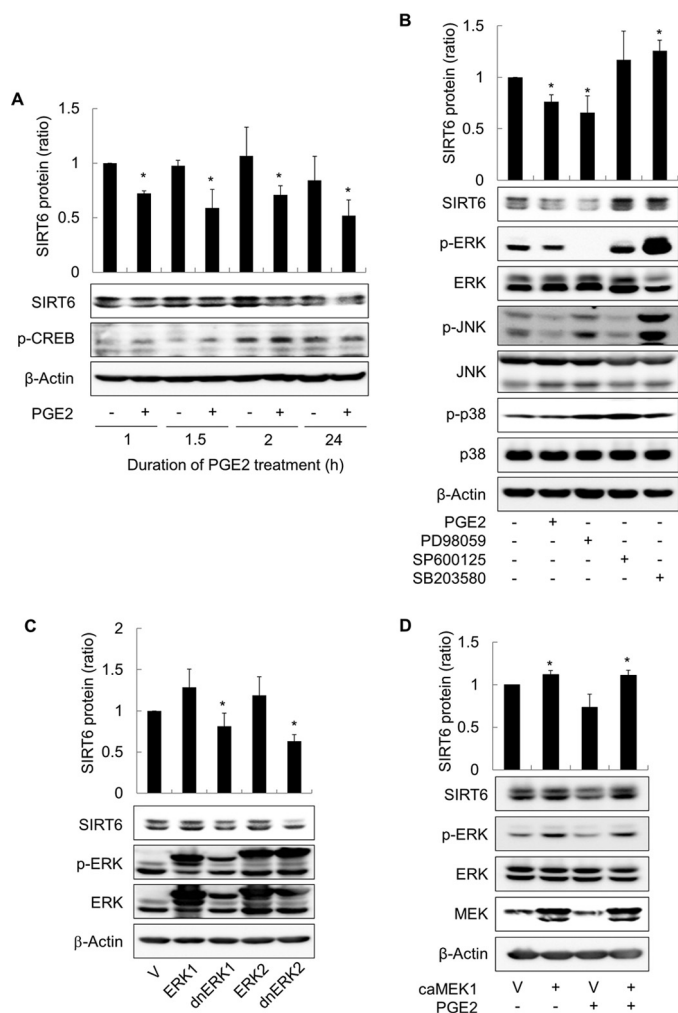 A
SIRT6 protein (ratio)
1.5
1
0.5
0
* * * *
SIRT6
p-CREB
β-Actin
PGE2 - + - + - + - +
1 1.5 2 24
Duration of PGE2 treatment (h)
B
SIRT6 protein (ratio)
1.5
1
0.5
0
* * *
SIRT6
p-ERK
ERK
p-JNK
JNK
p-p38
p38
β-Actin
PGE2 - + - - -
PD98059 - - + - -
SP600125 - - - + -
SB203580 - - - - +
C
SIRT6 protein (ratio)
2
1.5
1
0.5
0
* *
SIRT6
p-ERK
ERK
β-Actin
V ERK1 dnERK1 ERK2 dnERK2
D
SIRT6 protein (ratio)
1.5
1
0.5
0
* *
SIRT6
p-ERK
ERK
MEK
β-Actin
caMEK1 V + V +
PGE2 - - + +